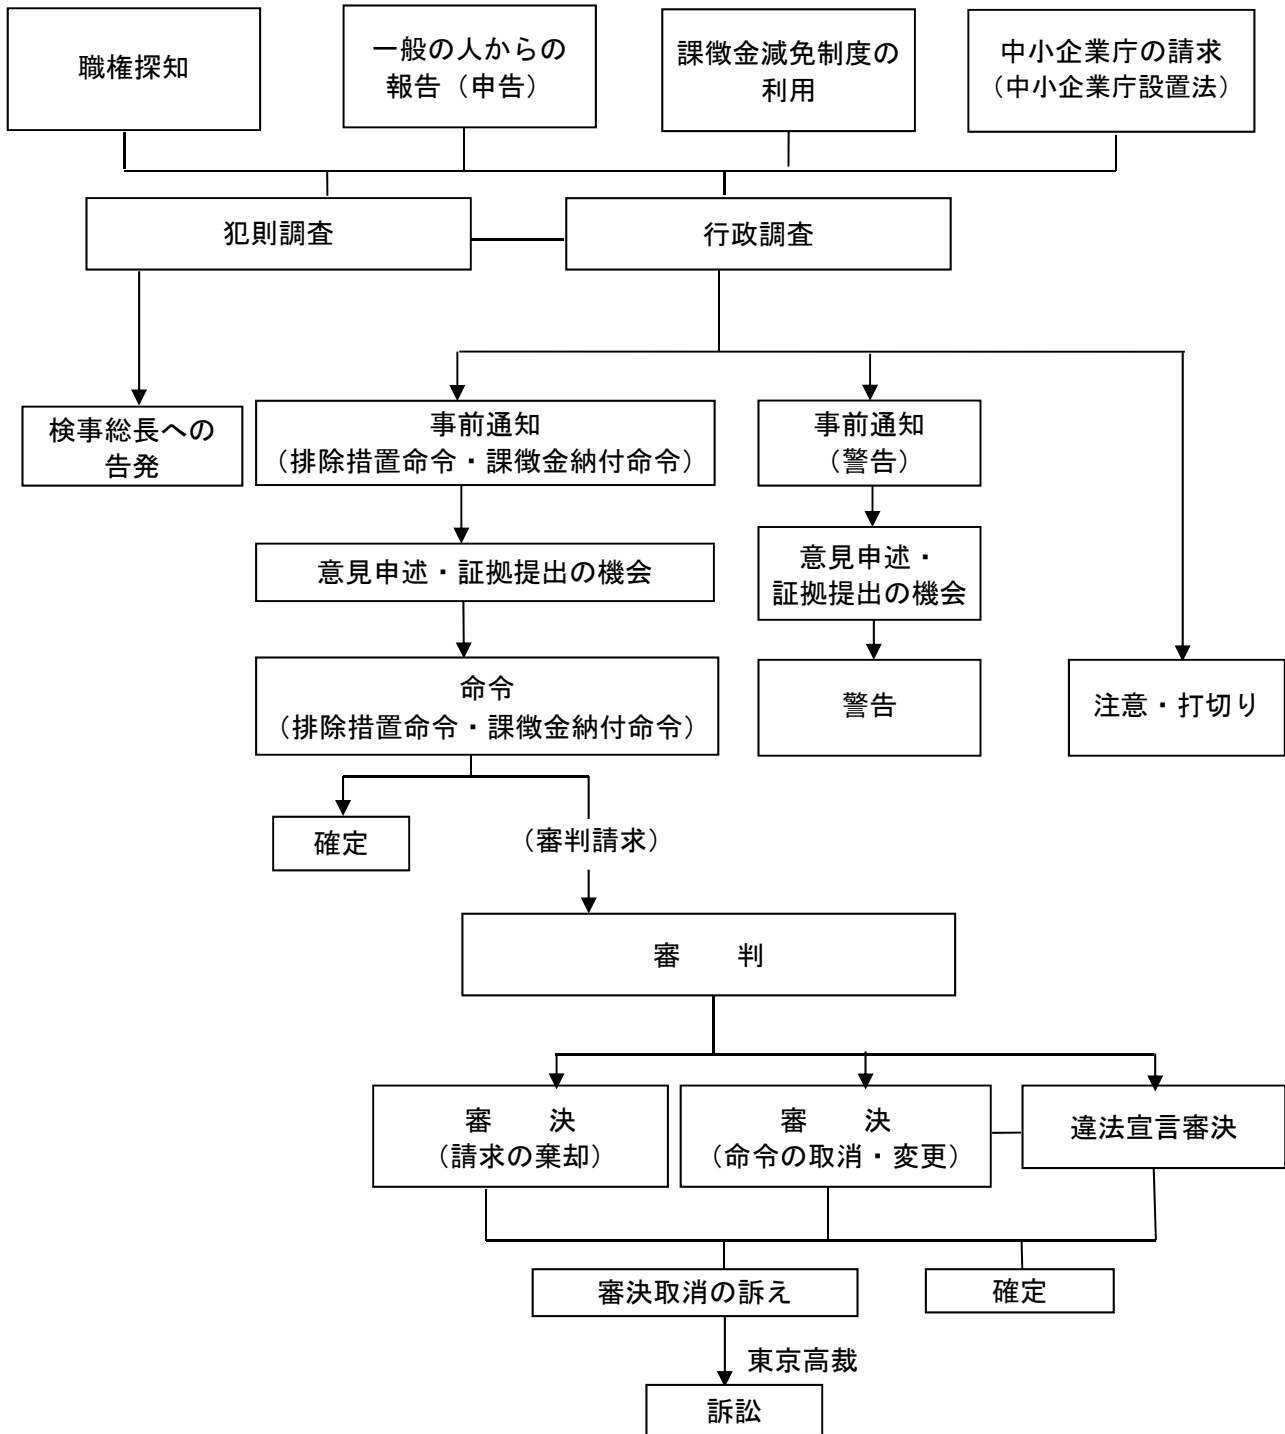 職権探知
一般の人からの
報告（申告）
課徴金減免制度の
利用
中小企業庁の請求
（中小企業庁設置法）
犯則調査
行政調査
検事総長への
告発
事前通知
（排除措置命令・課徴金納付命令）
事前通知
（警告）
意見申述・証拠提出の機会
意見申述・
証拠提出の機会
命令
（排除措置命令・課徴金納付命令）
警告
注意・打切り
確定
（審判請求）
審　　判
審　　決
（請求の棄却）
審　　決
（命令の取消・変更）
違法宣言審決
審決取消の訴え
確定
東京高裁
訴訟